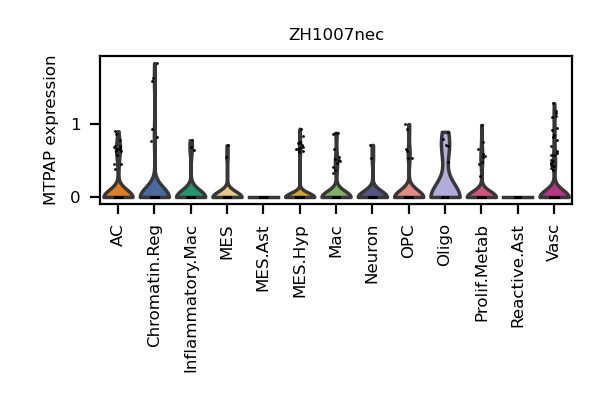 ZH1007nec
MTPAP expression
1
0
AC
Chromatin.Reg
Inflammatory.Mac
MES
MES.Ast
MES.Hyp
Mac
Neuron
OPC
Oligo
Prolif.Metab
Reactive.Ast
Vasc